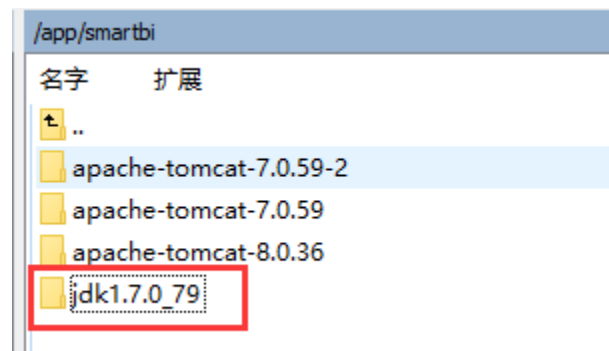 /app/smartbi
名字 扩展
..
apache-tomcat-7.0.59-2
apache-tomcat-7.0.59
apache-tomcat-8.0.36
jdk1.7.0_79